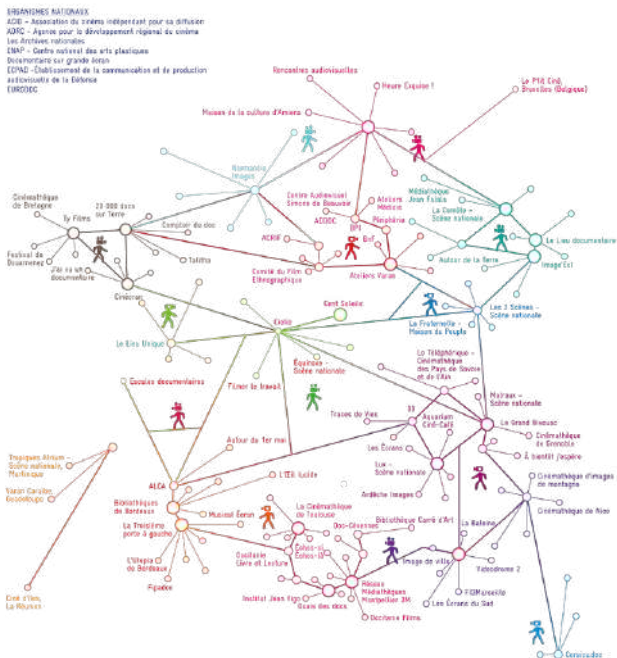 ORGANISMES NATIONAUX
ACID - Association du cinéma indépendant pour sa diffusion
ADRC - Agence pour le développement régional du cinéma
Les Archives nationales
CNAP - Centre national des arts plastiques
Documentaire sur grand écran
ECPAD - Établissement de la communication et de production
audiovisuelle de la Défense
EURODOC
Rencontres audiovisuelles
Heure Exquise !
Le P'tit Ciné,
Bruxelles (Belgique)
Maison de la culture d'Amiens
Normandie
Images
Médiathèque
Jean Falala
Centre Audiovisuel
Simone de Beauvoir
Ateliers
Médicis
La Comète -
Scène nationale
Cinémathèque
de Bretagne
Ty Films
20 000 docs
sur Terre
ADDOC
BPI
Périphérie
BnF
Le Lieu documentaire
Comptoir du doc
ACRIF
Autour de la Terre
Image'Est
Festival de
Douarnenez
J'ai vu un
documentaire
Talitha
Comité du Film
Ethnographique
Ateliers Varan
Cinécran
Cent Soleils
Ciclic
La Fraternelle -
Maison du Peuple
Les 2 Scènes -
Scène nationale
Le Lieu Unique
Équinoxe -
Scène nationale
Le Téléphérique -
Cinémathèque
des Pays de Savoie
et de l'Ain
Escales documentaires
Filmer le travail
Malraux -
Scène nationale
Traces de Vies
Aquarium
Ciné-Café
Le Grand Bivouac
Autour du 1er mai
Les Écrans
Cinémathèque
de Grenoble
Tropiques Atrium -
Scène nationale,
Martinique
Lux -
Scène nationale
À bientôt j'espère
ALCA
L'Œil lucide
Cinémathèque d'images
de montagne
Varan Caraïbe,
Guadeloupe
Bibliothèques
de Bordeaux
Ardèche Images
Musical Écran
La Cinémathèque
de Toulouse
Cinémathèque de Nice
Doc-Cévennes
Bibliothèque Carré d'Art
La Troisième
porte à gauche
La Baleine
Occitanie
Livre et Lecture
Image de ville
Videodrome 2
L'Utopia
de Bordeaux
Réseau
Médiathèques
Montpellier 3M
Fipadoc
FIDMarseille
Institut Jean Vigo
Les Écrans du Sud
Ciné d'Iles,
La Réunion
Quais des docs
Occitanie Films
Corsicadoc